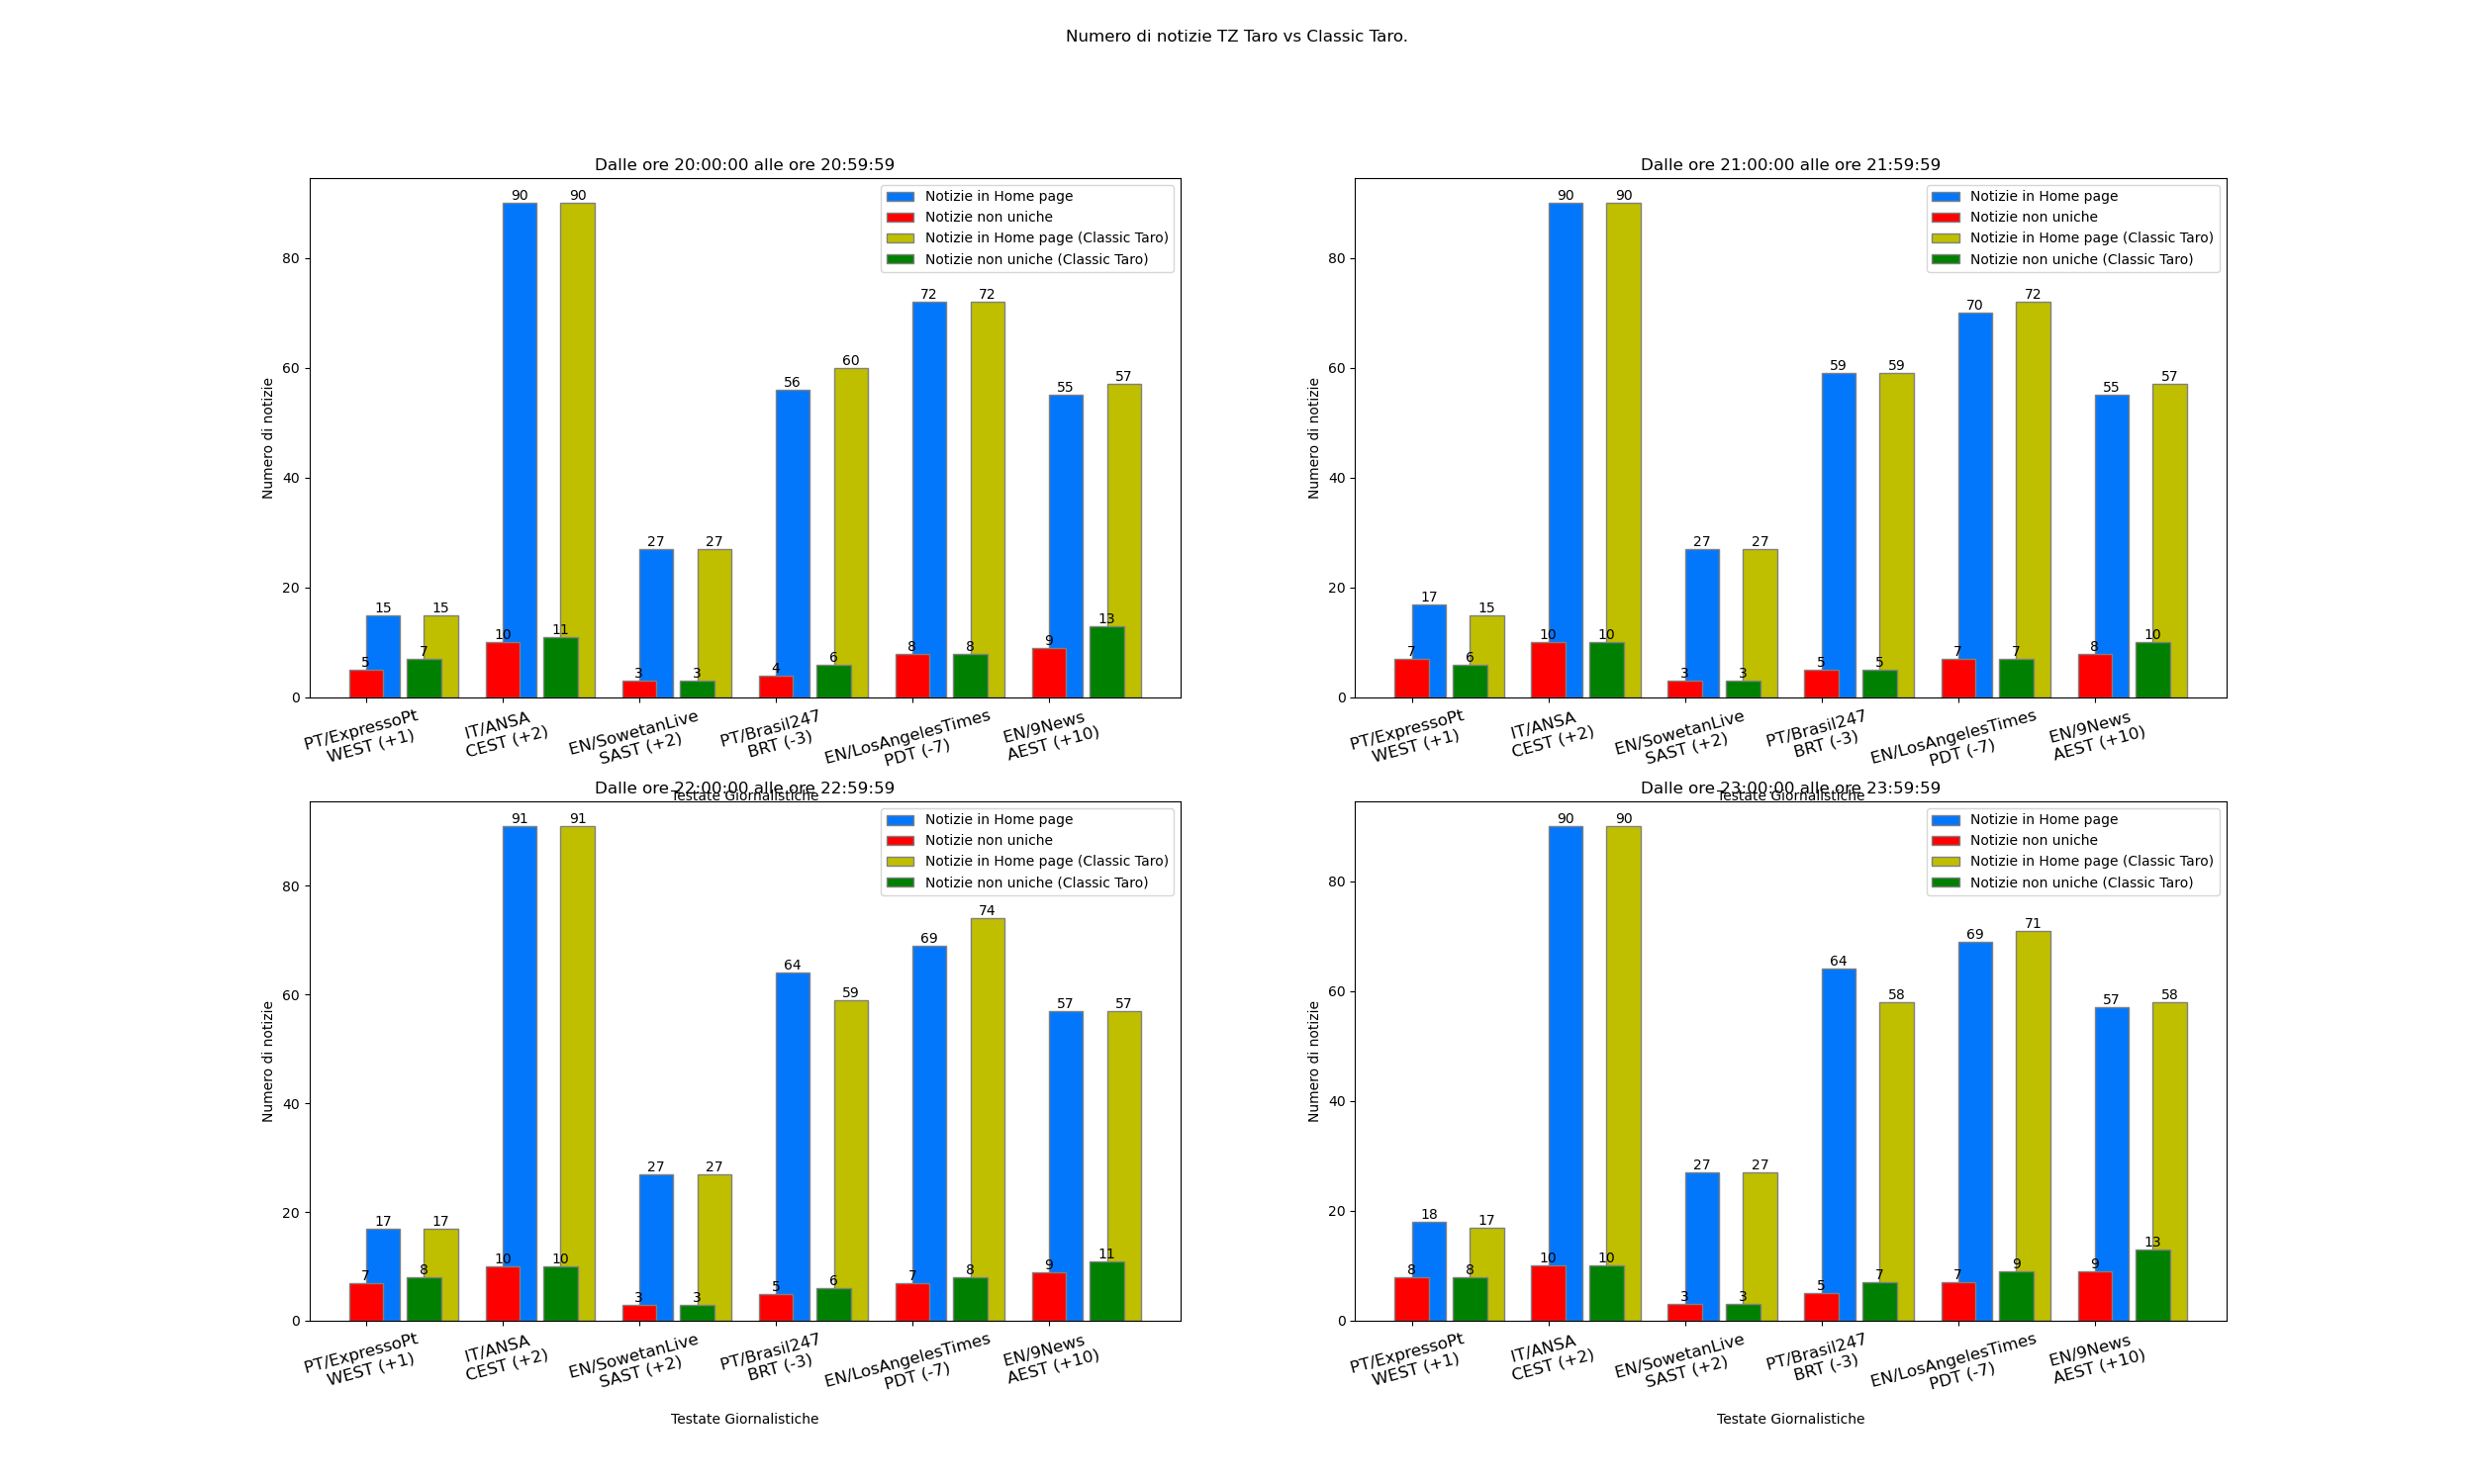 Numero di notizie TZ Taro vs Classic Taro.
Dalle ore 20:00:00 alle ore 20:59:59
Numero di notizie
80
60
40
20
0
90 90
72 72
56 60
55 57
27 27
15 15
5 7
10 11
3 3
4 6
8 8
9 13
Notizie in Home page
Notizie non uniche
Notizie in Home page (Classic Taro)
Notizie non uniche (Classic Taro)
PT/ExpressoPt
WEST (+1)
IT/ANSA
CEST (+2)
EN/SowetanLive
SAST (+2)
PT/Brasil247
BRT (-3)
EN/LosAngelesTimes
PDT (-7)
EN/9News
AEST (+10)
Testate Giornalistiche
Dalle ore 21:00:00 alle ore 21:59:59
Numero di notizie
80
60
40
20
0
90 90
70 72
59 59
55 57
27 27
17 15
7 6
10 10
3 3
5 5
7 7
8 10
Notizie in Home page
Notizie non uniche
Notizie in Home page (Classic Taro)
Notizie non uniche (Classic Taro)
PT/ExpressoPt
WEST (+1)
IT/ANSA
CEST (+2)
EN/SowetanLive
SAST (+2)
PT/Brasil247
BRT (-3)
EN/LosAngelesTimes
PDT (-7)
EN/9News
AEST (+10)
Testate Giornalistiche
Dalle ore 22:00:00 alle ore 22:59:59
Numero di notizie
80
60
40
20
0
91 91
69 74
64 59
57 57
27 27
17 17
7 8
10 10
3 3
5 6
7 8
9 11
Notizie in Home page
Notizie non uniche
Notizie in Home page (Classic Taro)
Notizie non uniche (Classic Taro)
PT/ExpressoPt
WEST (+1)
IT/ANSA
CEST (+2)
EN/SowetanLive
SAST (+2)
PT/Brasil247
BRT (-3)
EN/LosAngelesTimes
PDT (-7)
EN/9News
AEST (+10)
Testate Giornalistiche
Dalle ore 23:00:00 alle ore 23:59:59
Numero di notizie
80
60
40
20
0
90 90
69 71
64 58
57 58
27 27
18 17
8 8
10 10
3 3
5 7
7 9
9 13
Notizie in Home page
Notizie non uniche
Notizie in Home page (Classic Taro)
Notizie non uniche (Classic Taro)
PT/ExpressoPt
WEST (+1)
IT/ANSA
CEST (+2)
EN/SowetanLive
SAST (+2)
PT/Brasil247
BRT (-3)
EN/LosAngelesTimes
PDT (-7)
EN/9News
AEST (+10)
Testate Giornalistiche